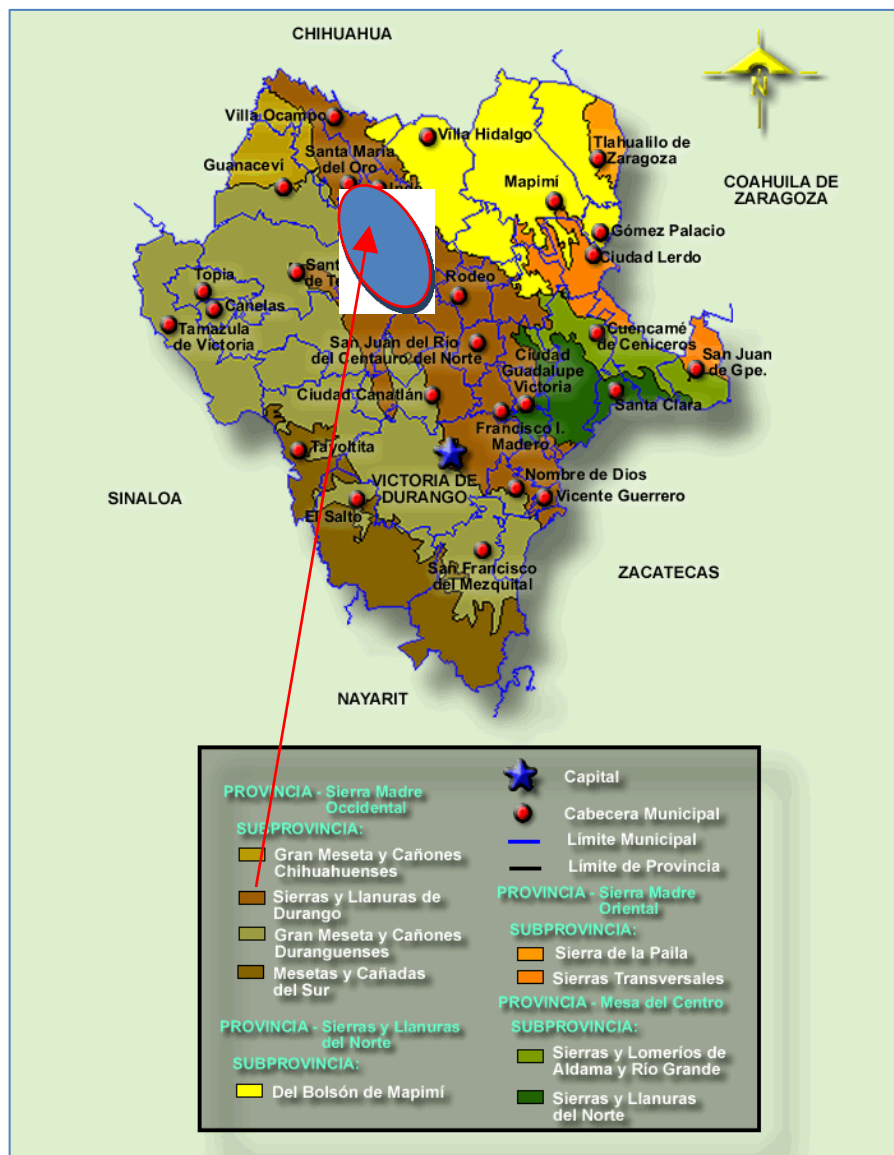 CHIHUAHUA
N
Villa Ocampo
Villa Hidalgo
Tlahualilo de
Zaragoza
Santa María
del Oro
Guanaceví
Mapimí
COAHUILA DE
ZARAGOZA
Gómez Palacio
Ciudad Lerdo
Topia
Rodeo
Canelas
Tamazula
de Victoria
Cuencamé
de Ceniceros
San Juan del Río
del Centauro del Norte
Ciudad
Guadalupe
Victoria
San Juan
de Gpe.
Ciudad Canatlán
Santa Clara
Francisco I.
Madero
Tayoltita
VICTORIA DE
DURANGO
Nombre de Dios
Vicente Guerrero
SINALOA
El Salto
San Francisco
del Mezquital
ZACATECAS
NAYARIT
PROVINCIA - Sierra Madre
Occidental
SUBPROVINCIA:
Gran Meseta y Cañones
Chihuahuenses
Sierras y Llanuras de
Durango
Gran Meseta y Cañones
Duranguenses
Mesetas y Cañadas
del Sur
PROVINCIA - Sierras y Llanuras
del Norte
SUBPROVINCIA:
Del Bolsón de Mapimí
Capital
Cabecera Municipal
Límite Municipal
Límite de Provincia
PROVINCIA - Sierra Madre
Oriental
SUBPROVINCIA:
Sierra de la Paila
Sierras Transversales
PROVINCIA - Mesa del Centro
SUBPROVINCIA:
Sierras y Lomeríos de
Aldama y Río Grande
Sierras y Llanuras
del Norte